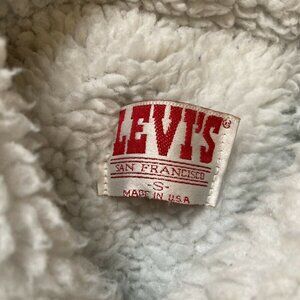 LEVI'S®
SAN FRANCISCO
-S-
MADE IN U.S.A